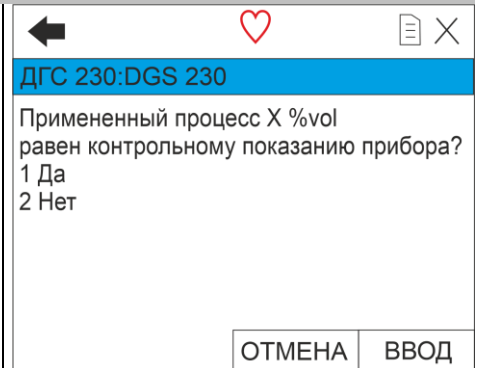 ДГС 230:DGS 230
Примененный процесс X %vol
равен контрольному показанию прибора?
1 Да
2 Нет
ОТМЕНА ВВОД